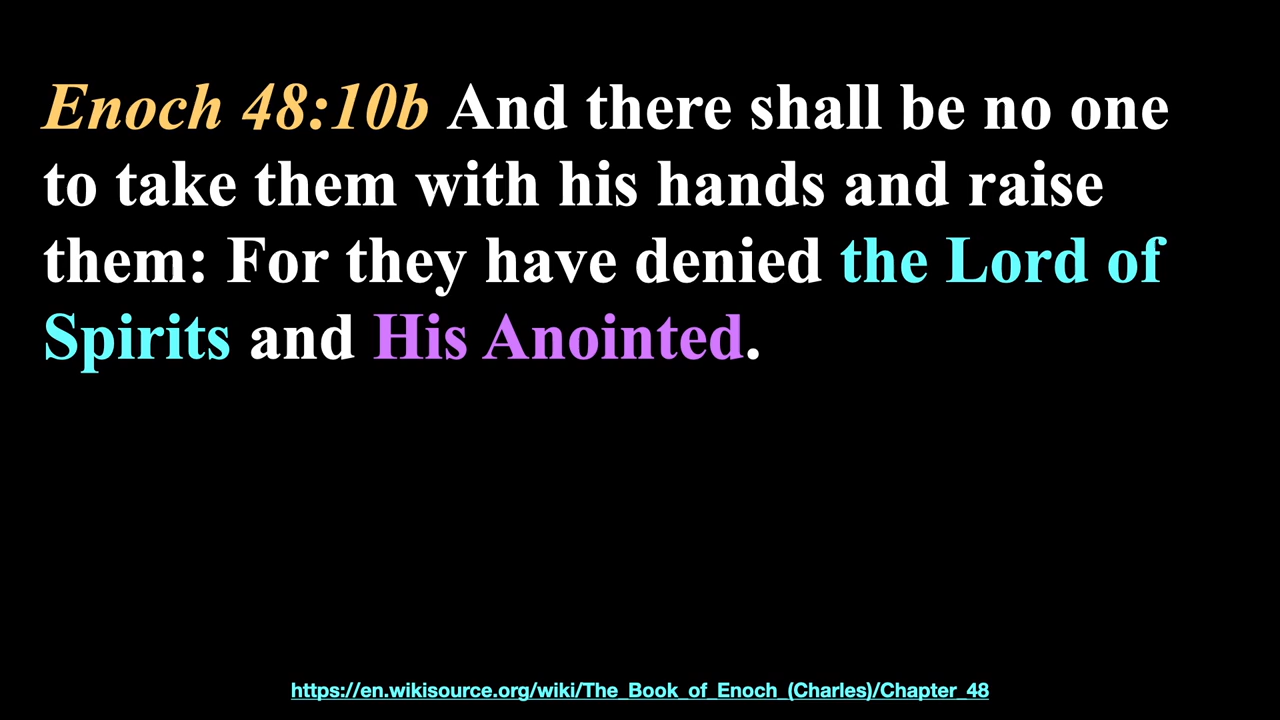 Enoch 48:10b And there shall be no one
to take them with his hands and raise
them: For they have denied the Lord of
Spirits and His Anointed.
https://en.wikisource.org/wiki/The_Book_of_Enoch_(Charles)/Chapter_48